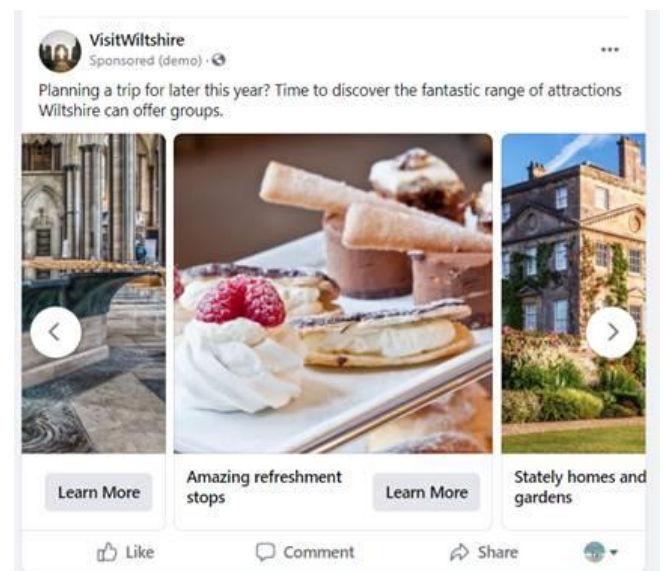 VisitWiltshire
Sponsored (demo) ·
Planning a trip for later this year? Time to discover the fantastic range of attractions
Wiltshire can offer groups.
Learn More
Amazing refreshment
stops
Learn More
Stately homes and
gardens
Like
Comment
Share